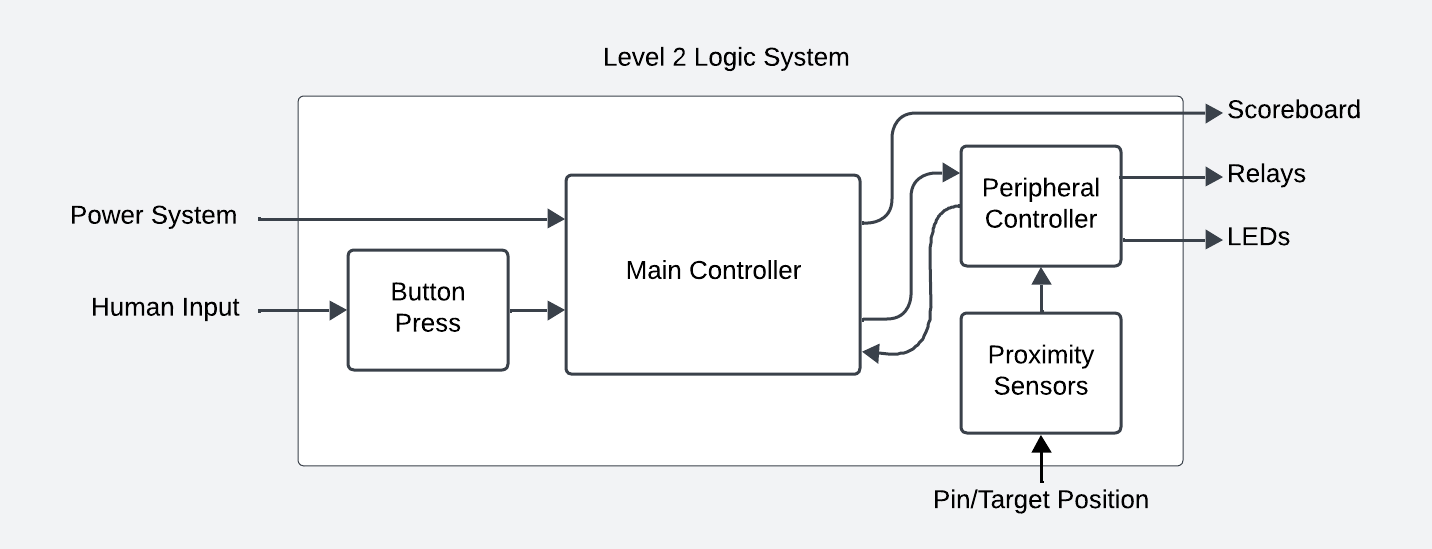 Level 2 Logic System
Scoreboard
Relays
LEDs
Peripheral
Controller
Power System
Main Controller
Button
Press
Human Input
Proximity
Sensors
Pin/Target Position